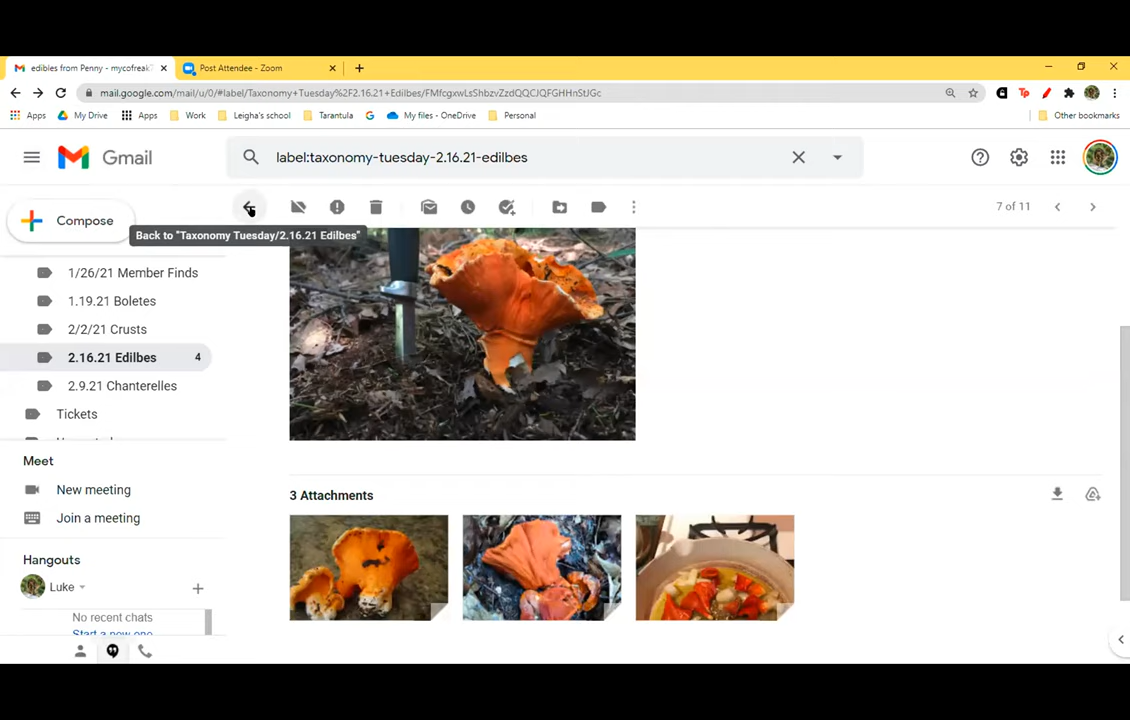 edibles from Penny - mycofreak
Post Attendee - Zoom
mail.google.com/mail/u/0/#label/Taxonomy+Tuesday%2F2.16.21+Edilbes/FMfcgxwLsShbzvZzdQQCJQFGHHnStJGc
Apps
My Drive
Apps
Work
Leigha's school
Tarantula
My files - OneDrive
Personal
Other bookmarks
Gmail
label:taxonomy-tuesday-2.16.21-edilbes
Compose
7 of 11
Back to "Taxonomy Tuesday/2.16.21 Edilbes"
1/26/21 Member Finds
1.19.21 Boletes
2/2/21 Crusts
2.16.21 Edilbes 4
2.9.21 Chanterelles
Tickets
Meet
New meeting
Join a meeting
3 Attachments
Hangouts
Luke
No recent chats
Start a new one